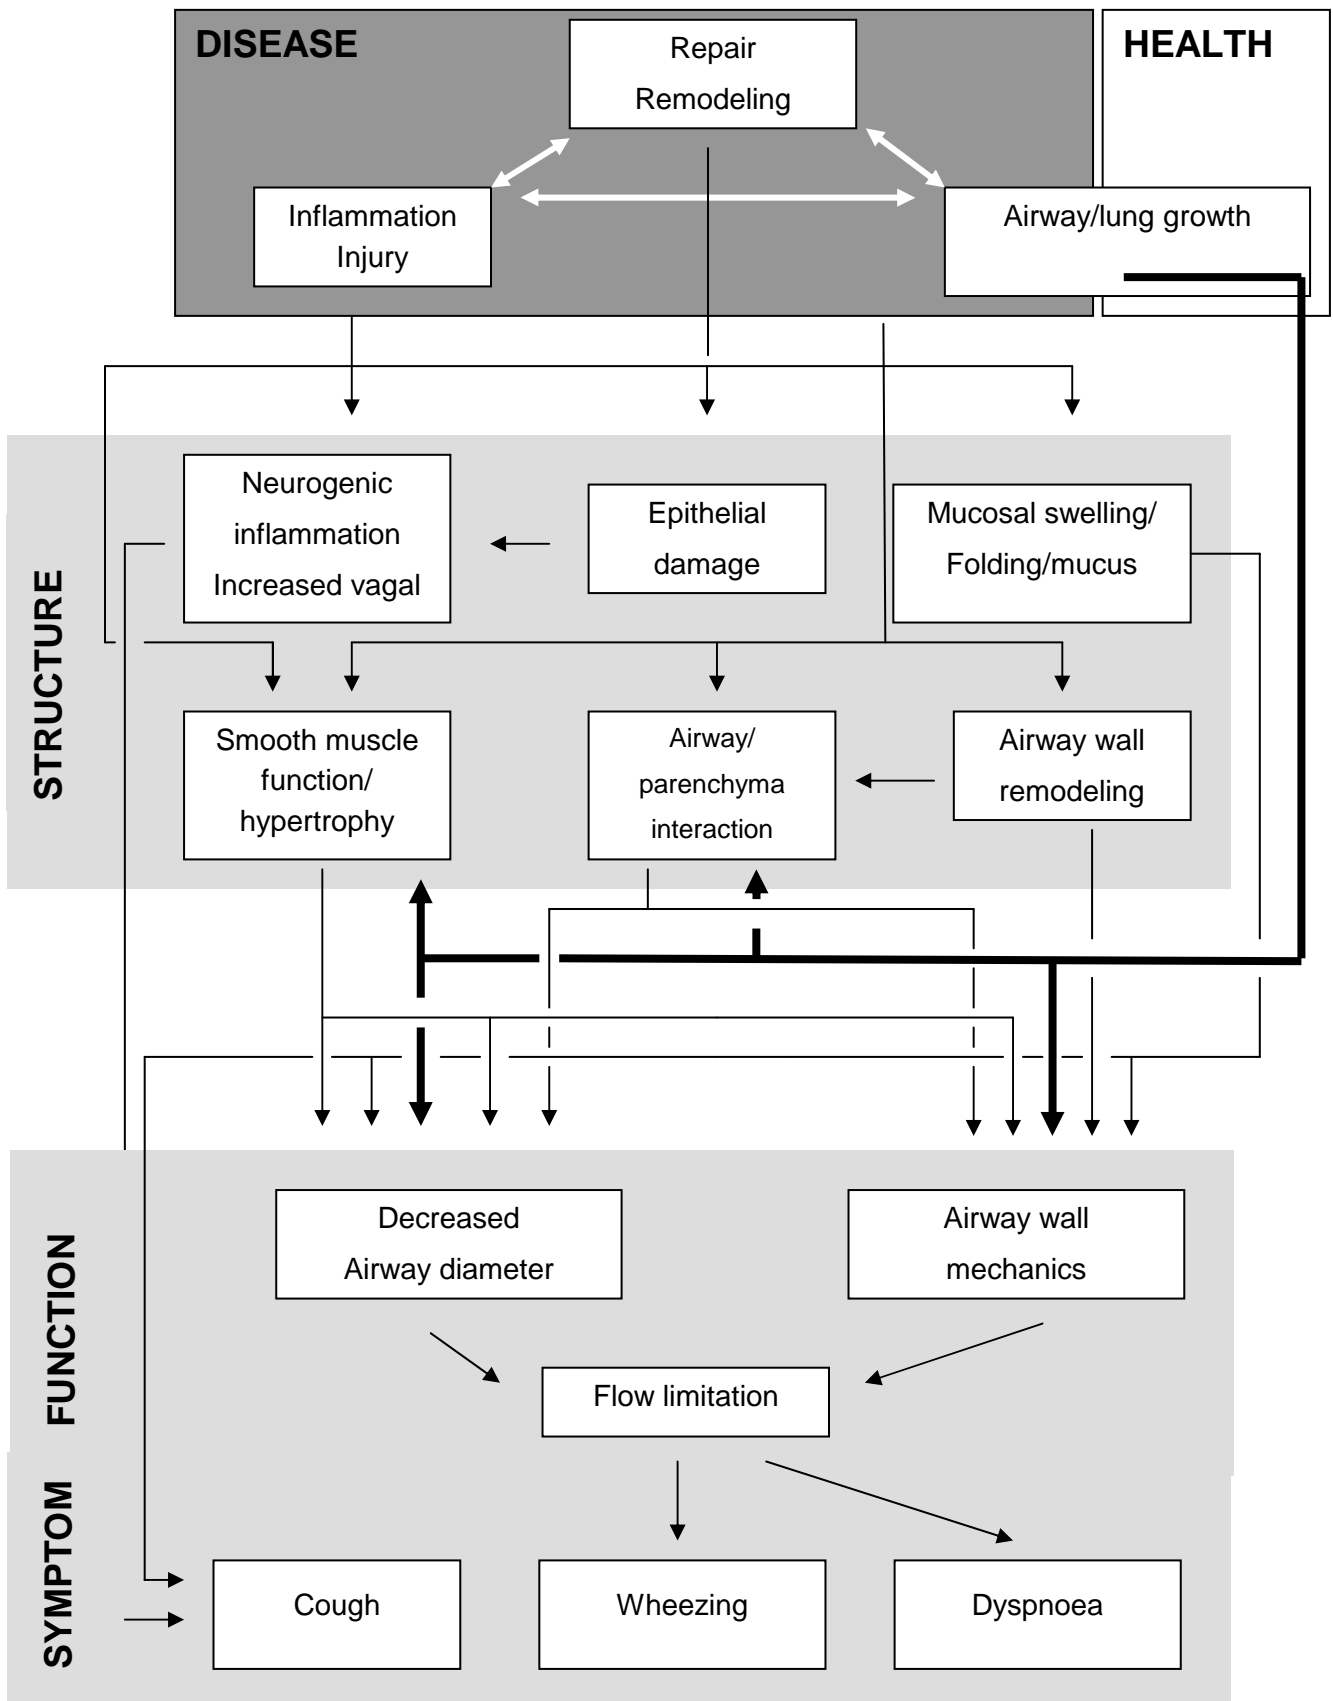 DISEASE
HEALTH
Repair
Remodeling
Inflammation
Injury
Airway/lung growth
STRUCTURE
Neurogenic
inflammation
Increased vagal
Epithelial
damage
Mucosal swelling/
Folding/mucus
Smooth muscle
function/
hypertrophy
Airway/
parenchyma
interaction
Airway wall
remodeling
FUNCTION
Decreased
Airway diameter
Airway wall
mechanics
Flow limitation
SYMPTOM
Cough
Wheezing
Dyspnoea